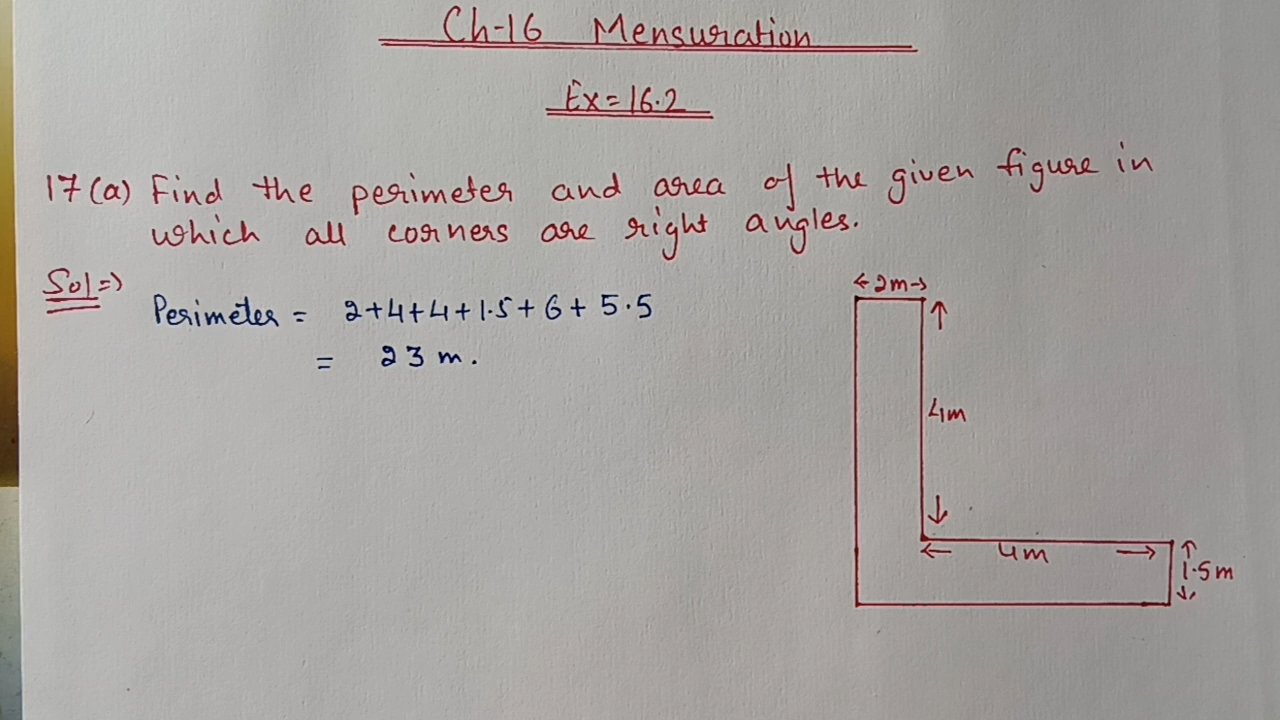 Ch-16 Mensuration
Ex = 16.2
17 (a) Find the perimeter and area of the given figure in
which all corners are right angles.
Sol ⇒
Perimeter = 2+4+4+1.5+6+5.5
= 23 m.
2m
4m
4m
1.5m